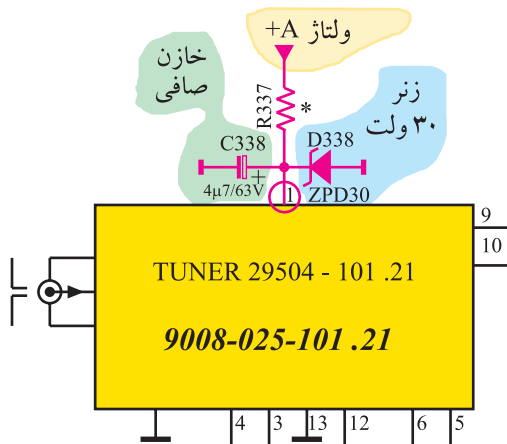 ولتاژ +A
خازن
صافی
زنر
۳۰ ولت
R337
*
C338
+
4µ7/63V
D338
ZPD30
1
9
10
TUNER 29504 - 101 .21
9008-025-101 .21
4
3
13
12
6
5